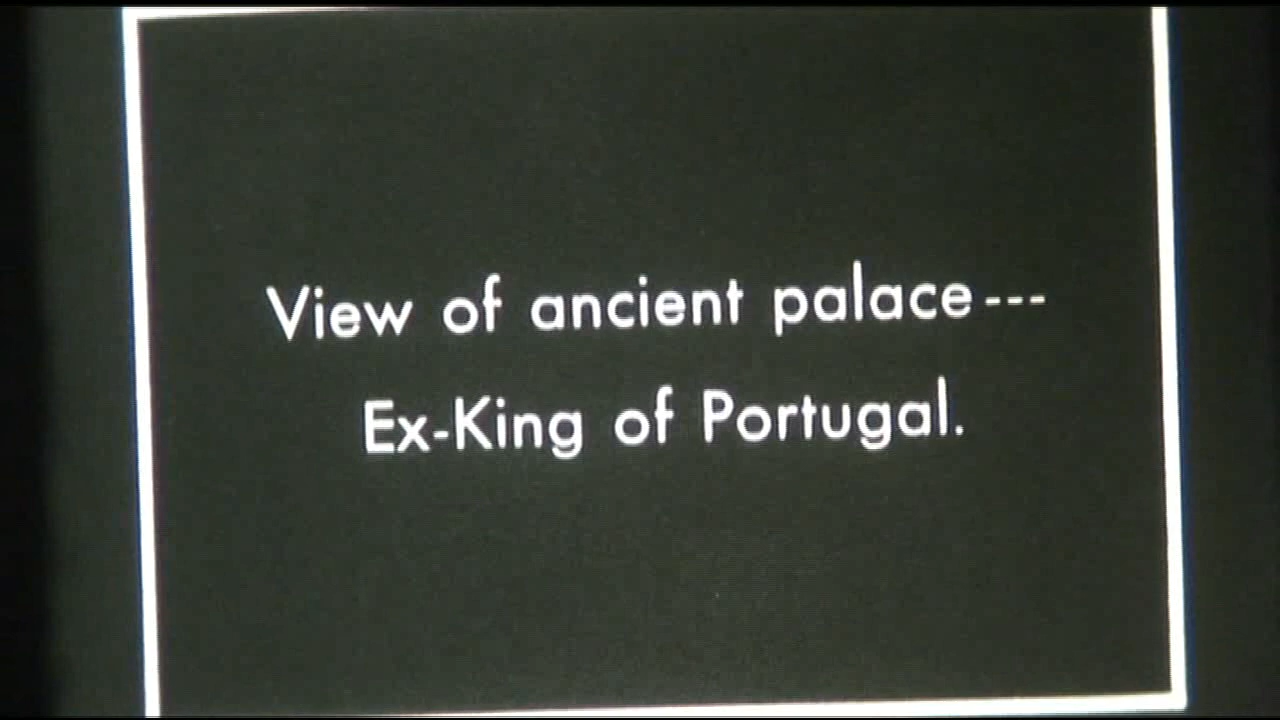 View of ancient palace---
Ex-King of Portugal.